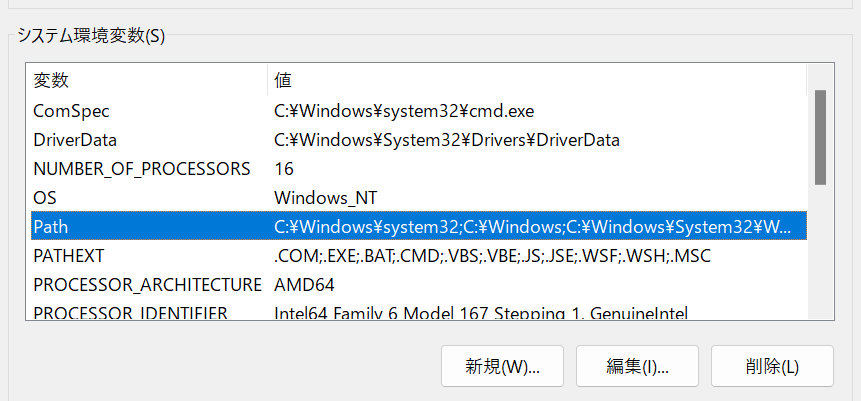 システム環境変数(S)
変数 値
ComSpec C:¥Windows¥system32¥cmd.exe
DriverData C:¥Windows¥System32¥Drivers¥DriverData
NUMBER_OF_PROCESSORS 16
OS Windows_NT
Path C:¥Windows¥system32;C:¥Windows;C:¥Windows¥System32¥W...
PATHEXT .COM;.EXE;.BAT;.CMD;.VBS;.VBE;.JS;.JSE;.WSF;.WSH;.MSC
PROCESSOR_ARCHITECTURE AMD64
PROCESSOR_IDENTIFIER Intel64 Family 6 Model 167 Stepping 1, GenuineIntel
新規(W)... 編集(I)... 削除(L)